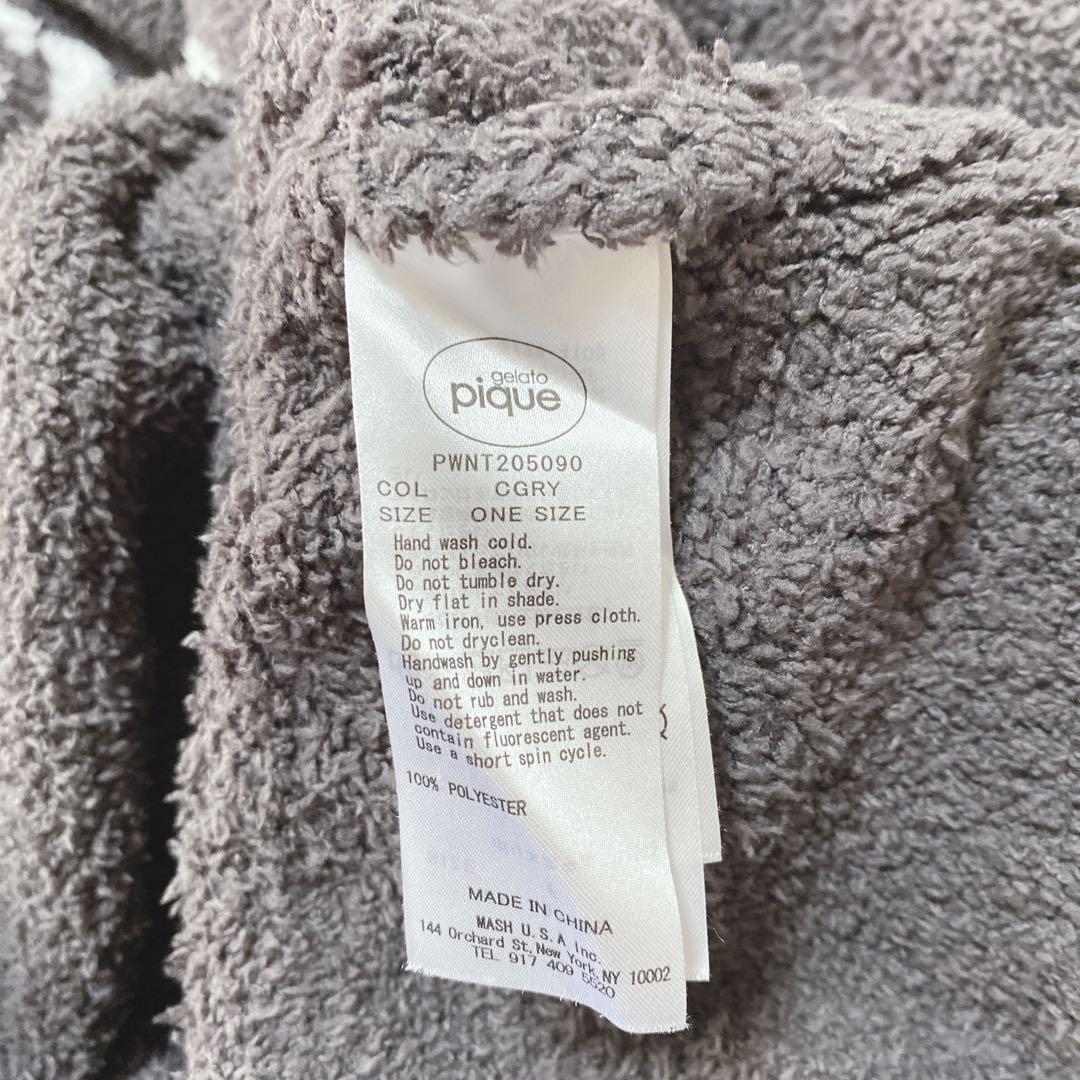 gelato
pique
PWNT205090
COL CGRY
SIZE ONE SIZE
Hand wash cold.
Do not bleach.
Do not tumble dry.
Dry flat in shade.
Warm iron, use press cloth.
Do not dryclean.
Handwash by gently pushing
up and down in water.
Do not rub and wash.
Use detergent that does not
contain fluorescent agent.
Use a short spin cycle.
100% POLYESTER
MADE IN CHINA
MASH U.S.A, Inc.
144 Orchard St, New York, NY 10002
TEL 917 409 5520